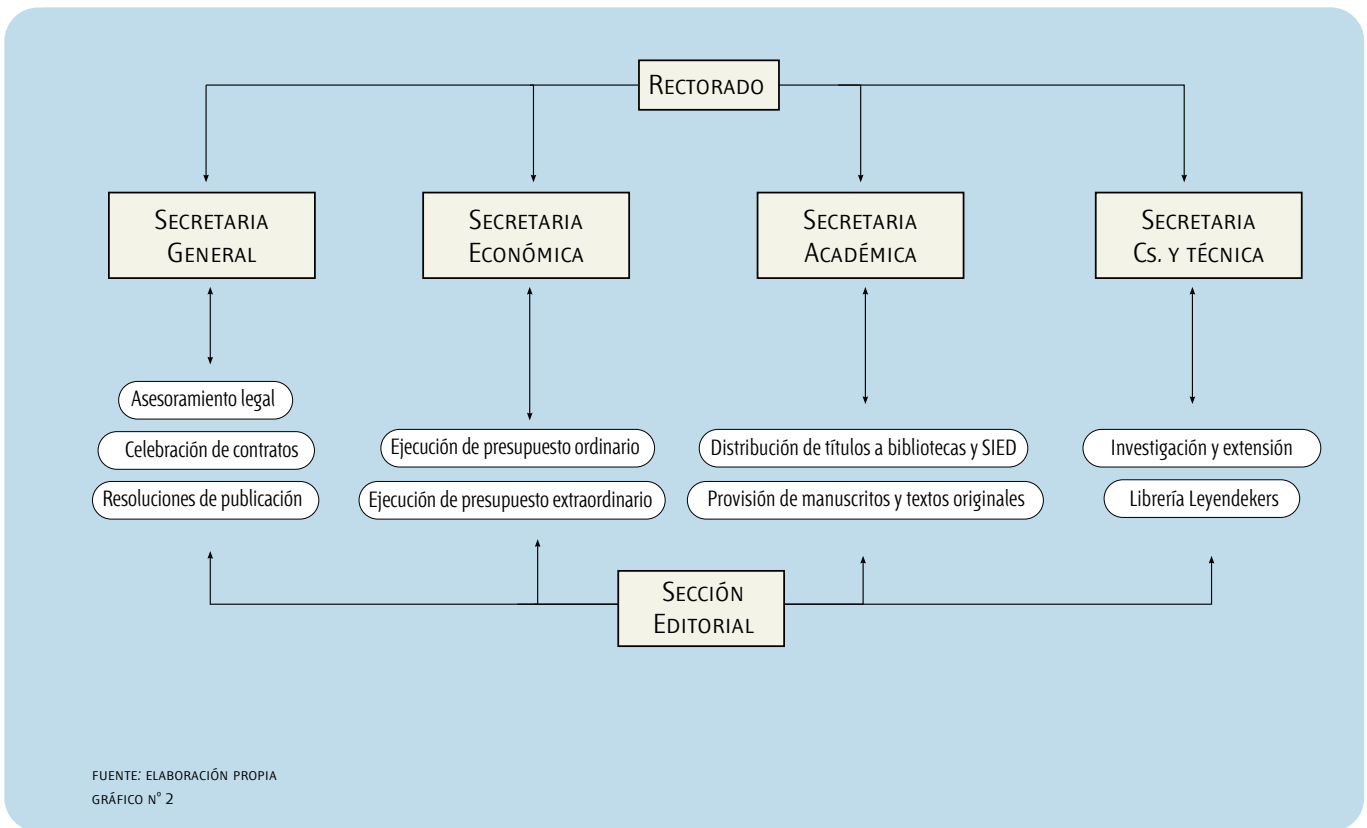 RECTORADO
SECRETARIA
GENERAL
SECRETARIA
ECONÓMICA
SECRETARIA
ACADÉMICA
SECRETARIA
CS. Y TÉCNICA
Asesoramiento legal
Celebración de contratos
Resoluciones de publicación
Ejecución de presupuesto ordinario
Ejecución de presupuesto extraordinario
Distribución de títulos a bibliotecas y SIED
Provisión de manuscritos y textos originales
Investigación y extensión
Librería Leyendekers
SECCIÓN
EDITORIAL
FUENTE: ELABORACIÓN PROPIA
GRÁFICO N° 2